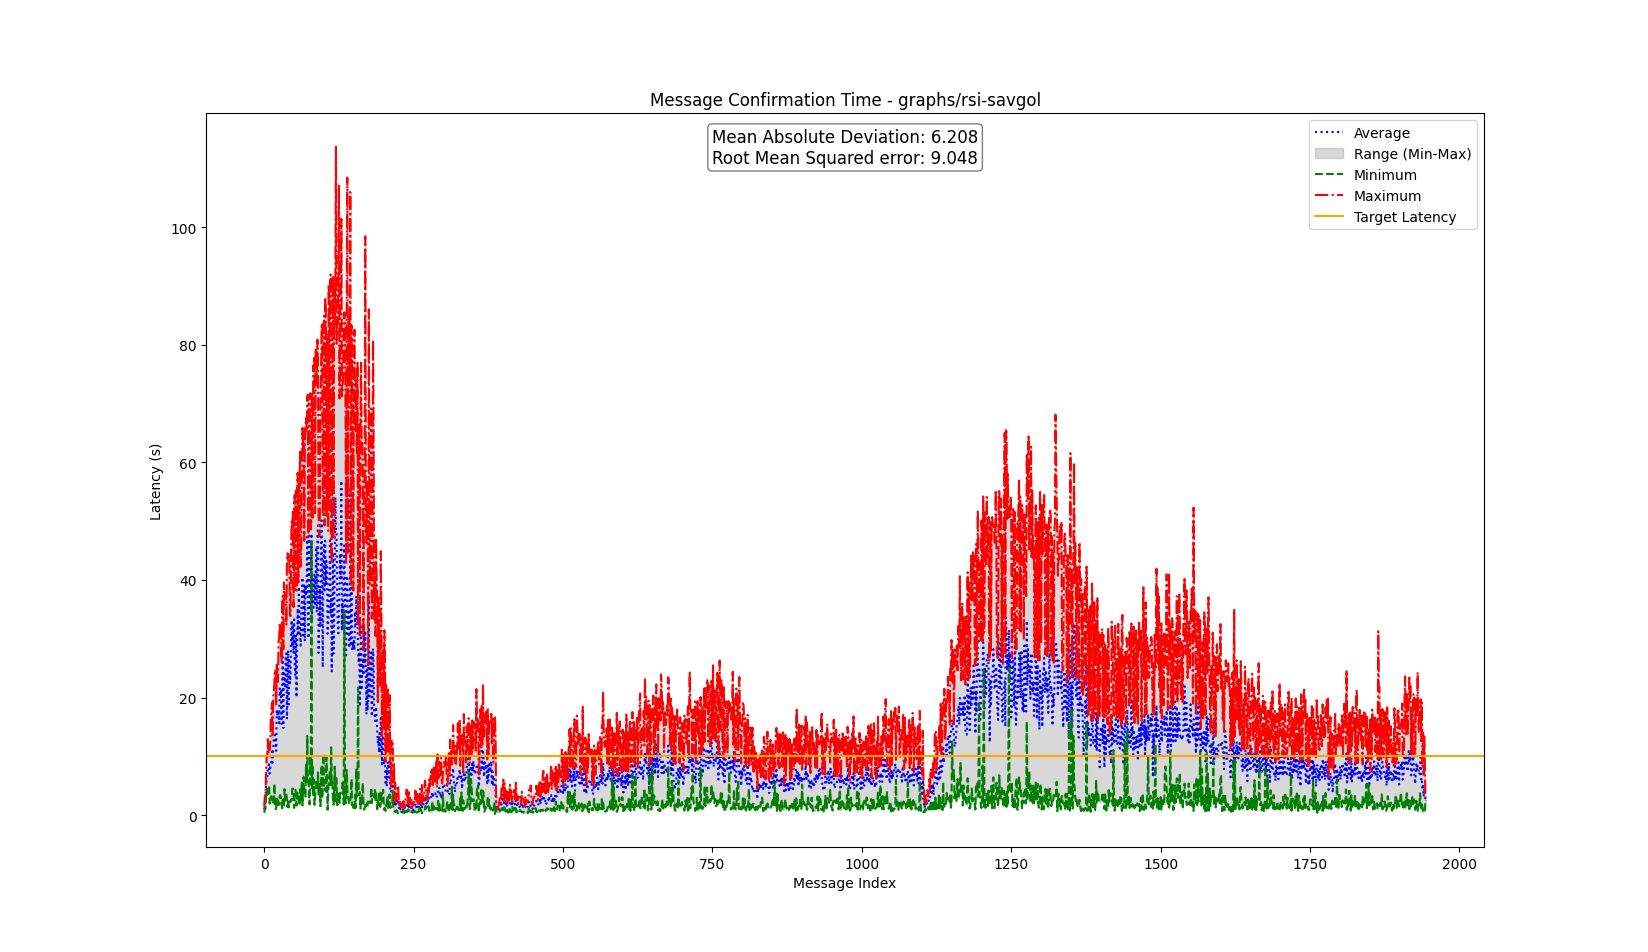 Message Confirmation Time - graphs/rsi-savgol
Mean Absolute Deviation: 6.208
Root Mean Squared error: 9.048
Average
Range (Min-Max)
Minimum
Maximum
Target Latency
Latency (s)
100
80
60
40
20
0
0 250 500 750 1000 1250 1500 1750 2000
Message Index